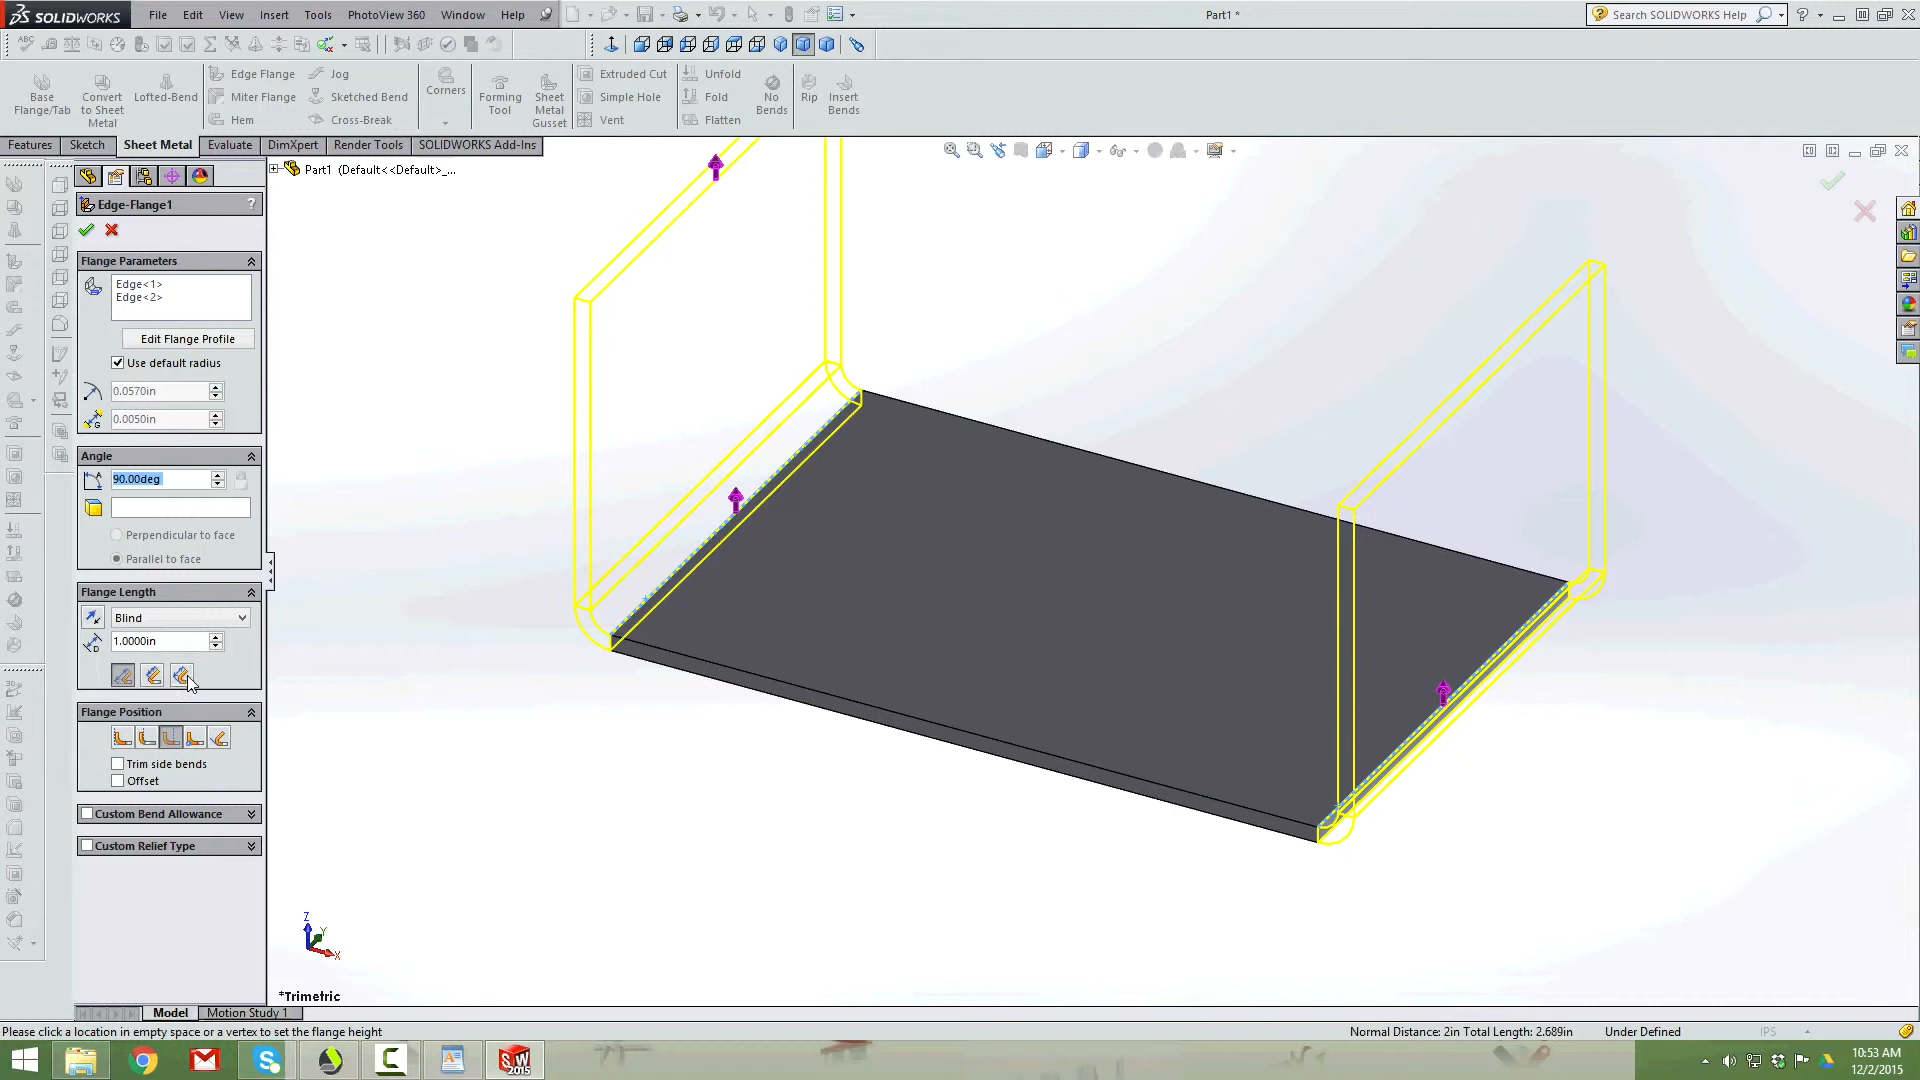 SOLIDWORKS File Edit View Insert Tools PhotoView 360 Window Help Part1 * Search SOLIDWORKS Help
Base Flange/Tab
Convert to Sheet Metal
Lofted-Bend
Edge Flange
Miter Flange
Hem
Jog
Sketched Bend
Cross-Break
Corners
Forming Tool
Sheet Metal Gusset
Extruded Cut
Simple Hole
Vent
Unfold
Fold
Flatten
No Bends
Rip
Insert Bends
Features Sketch Sheet Metal Evaluate DimXpert Render Tools SOLIDWORKS Add-Ins
Part1 (Default<<Default>_...
Edge-Flange1 ?
Flange Parameters
Edge<1>
Edge<2>
Edit Flange Profile
Use default radius
0.0570in
0.0050in
Angle
90.00deg
Perpendicular to face
Parallel to face
Flange Length
Blind
1.0000in
Flange Position
Trim side bends
Offset
Custom Bend Allowance
Custom Relief Type
Z
Y
X
*Trimetric
Model Motion Study 1
Please click a location in empty space or a vertex to set the flange height Normal Distance: 2in Total Length: 2.689in Under Defined IPS
10:53 AM
12/2/2015